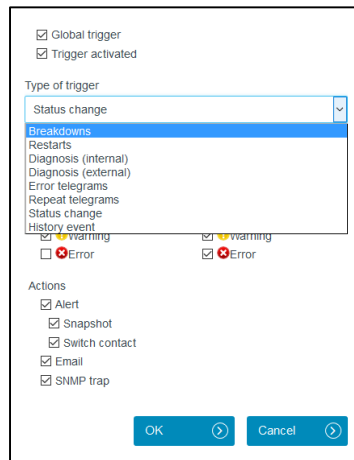 Global trigger
Trigger activated
Type of trigger
Status change
Breakdowns
Restarts
Diagnosis (internal)
Diagnosis (external)
Error telegrams
Repeat telegrams
Status change
History event
Warning Warning
Error Error
Actions
Alert
Snapshot
Switch contact
Email
SNMP trap
OK Cancel